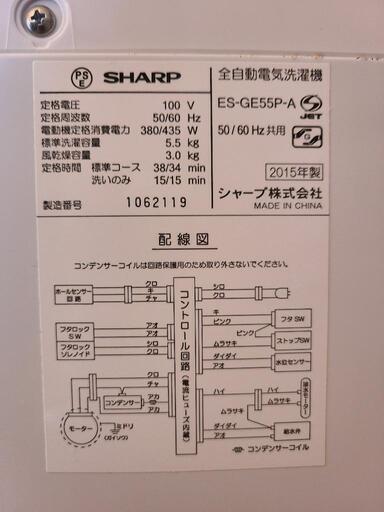 PS
E
SHARP
全自動電気洗濯機
ES-GE55P-A
JET
50/60Hz共用
定格電圧 100 V
定格周波数 50/60 Hz
電動機定格消費電力 380/435 W
標準洗濯容量 5.5 kg
風乾燥容量 3.0 kg
定格時間 標準コース 38/34 min
洗いのみ 15/15 min
製造番号 1062119
2015年製
シャープ株式会社
MADE IN CHINA
配線図
コンデンサーコイルは回路保護用のため取り外さないでください。
ホールセンサー
回路
クロ
キ
チャ
シロ
クロ
コントロール回路
(電流ヒューズ内蔵)
フタロック
SW
アオ
アオ
フタロック
ソレノイド
シロ
クロ
キ
ピンク
フタSW
ピンク
ストップSW
ムラサキ
ダイダイ
アオ
水位センサー
クロ
チャ
コンデンサー
アカ
アカ
ミドリ
(ガイソウ)
モーター
ハイ
ハイ
ムラサキ
排水モーター
ムラサキ
ダイダイ
アオ
給水弁
コンデンサーコイル